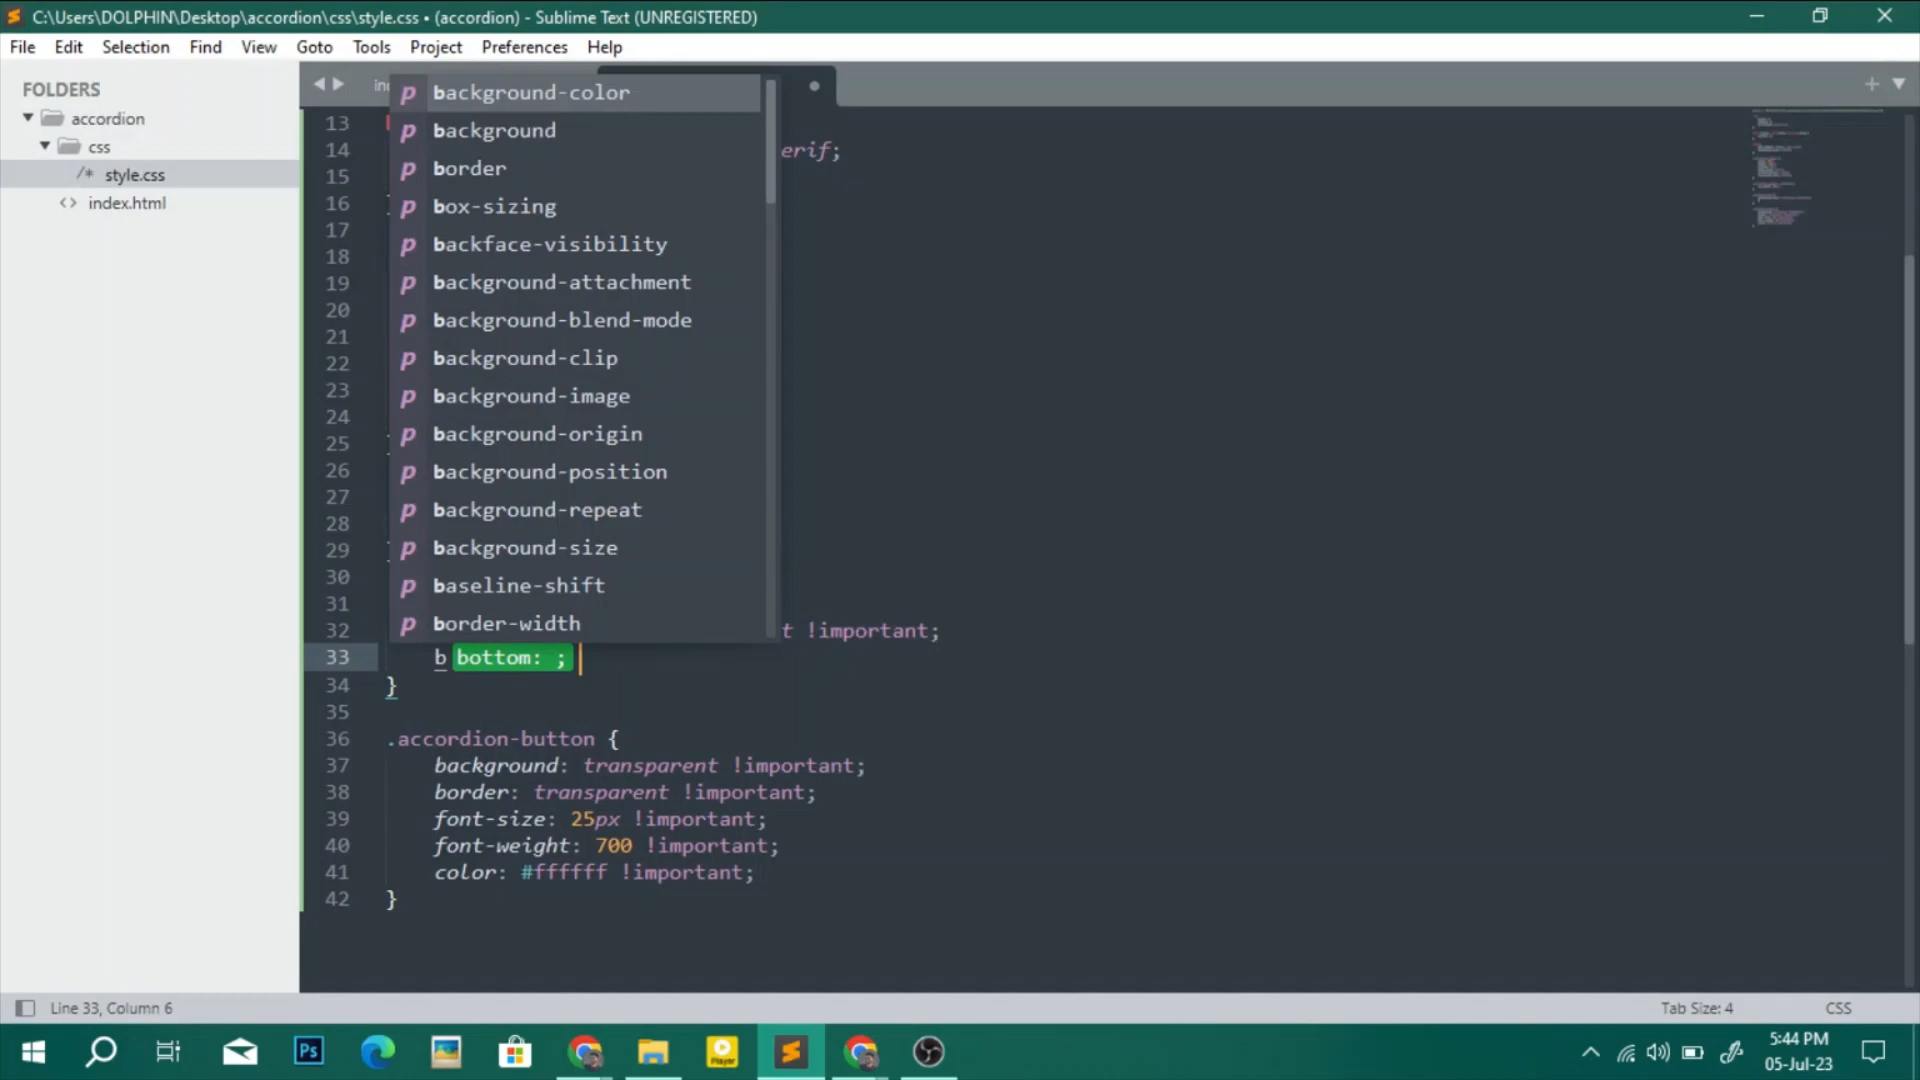 C:\Users\DOLPHIN\Desktop\accordion\css\style.css • (accordion) - Sublime Text (UNREGISTERED)
File Edit Selection Find View Goto Tools Project Preferences Help
FOLDERS
accordion
css
/* style.css
<> index.html
background-color
background
border
box-sizing
backface-visibility
background-attachment
background-blend-mode
background-clip
background-image
background-origin
background-position
background-repeat
background-size
baseline-shift
border-width
13
14 erif;
15
16
17
18
19
20
21
22
23
24
25
26
27
28
29
30
31
32 t !important;
33 b bottom: ;
34 }
35
36 .accordion-button {
37 background: transparent !important;
38 border: transparent !important;
39 font-size: 25px !important;
40 font-weight: 700 !important;
41 color: #ffffff !important;
42 }
Line 33, Column 6
Tab Size: 4
CSS
Ps
Player
5:44 PM
05-Jul-23